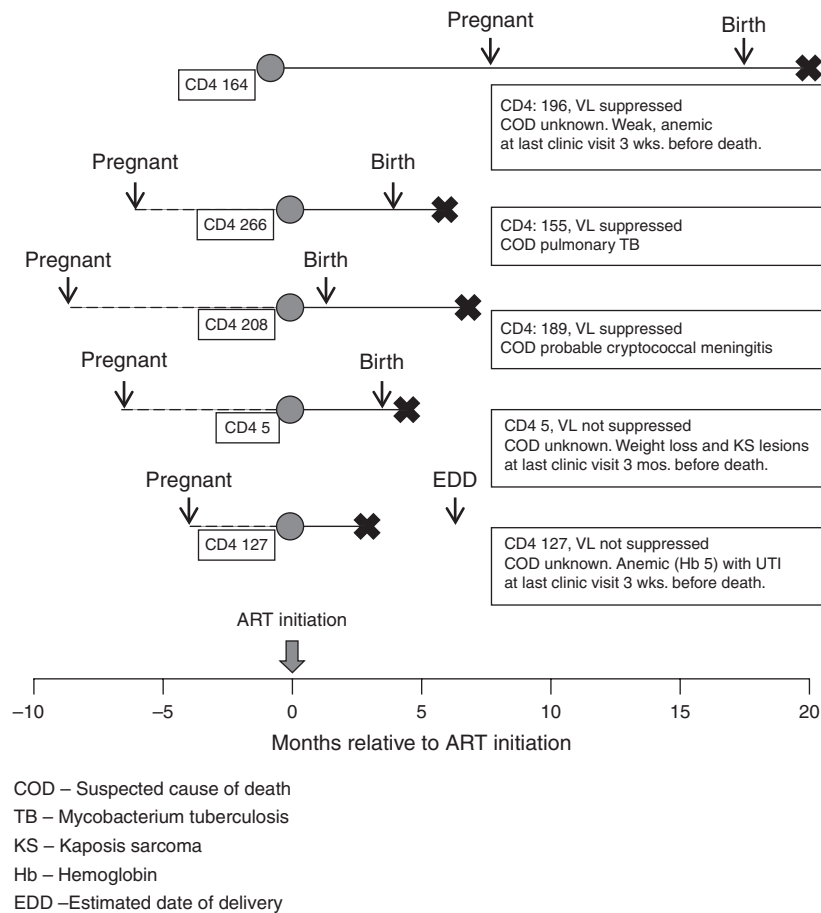 Pregnant
Birth
CD4 164
CD4: 196, VL suppressed
COD unknown. Weak, anemic
at last clinic visit 3 wks. before death.
Pregnant
Birth
CD4 266
CD4: 155, VL suppressed
COD pulmonary TB
Pregnant
Birth
CD4 208
CD4: 189, VL suppressed
COD probable cryptococcal meningitis
Pregnant
Birth
CD4 5
CD4 5, VL not suppressed
COD unknown. Weight loss and KS lesions
at last clinic visit 3 mos. before death.
Pregnant
EDD
CD4 127
CD4 127, VL not suppressed
COD unknown. Anemic (Hb 5) with UTI
at last clinic visit 3 wks. before death.
ART initiation
–10 –5 0 5 10 15 20
Months relative to ART initiation
COD – Suspected cause of death
TB – Mycobacterium tuberculosis
KS – Kaposis sarcoma
Hb – Hemoglobin
EDD –Estimated date of delivery